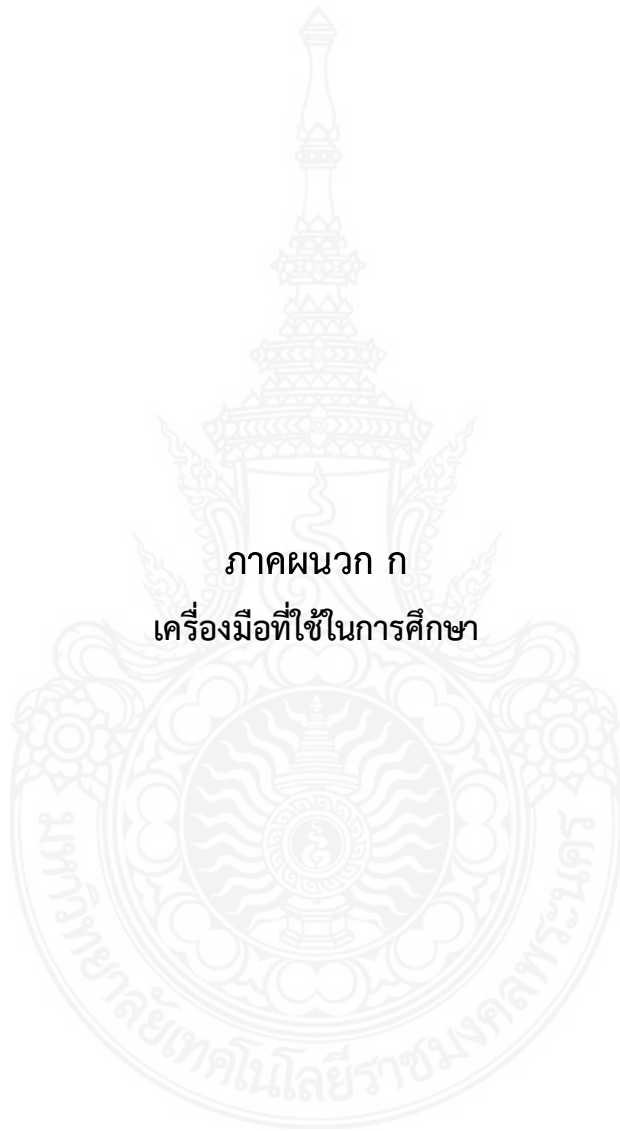 ภาคผนวก ก
เครื่องมือที่ใช้ในการศึกษา
มหาวิทยาลัยเทคโนโลยีราชมงคลพระนคร